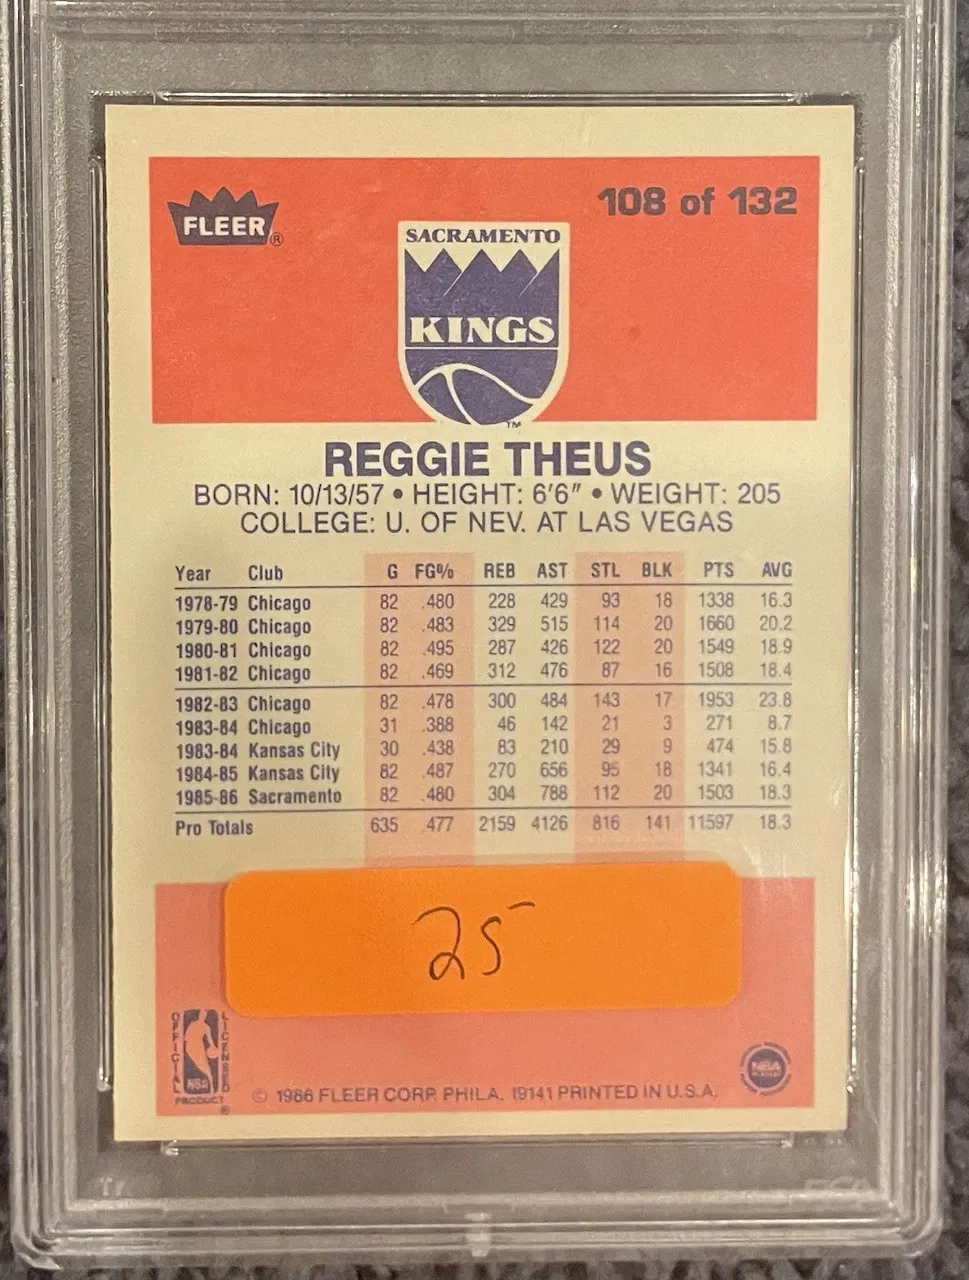 FLEER®
108 of 132
SACRAMENTO
KINGS
TM
REGGIE THEUS
BORN: 10/13/57 • HEIGHT: 6'6" • WEIGHT: 205
COLLEGE: U. OF NEV. AT LAS VEGAS
Year Club G FG% REB AST STL BLK PTS AVG
1978-79 Chicago 82 .480 228 429 93 18 1338 16.3
1979-80 Chicago 82 .483 329 515 114 20 1660 20.2
1980-81 Chicago 82 .495 287 426 122 20 1549 18.9
1981-82 Chicago 82 .469 312 476 87 16 1508 18.4
1982-83 Chicago 82 .478 300 484 143 17 1953 23.8
1983-84 Chicago 31 .388 46 142 21 3 271 8.7
1983-84 Kansas City 30 .438 83 210 29 9 474 15.8
1984-85 Kansas City 82 .487 270 656 95 18 1341 16.4
1985-86 Sacramento 82 .480 304 788 112 20 1503 18.3
Pro Totals 635 .477 2159 4126 816 141 11597 18.3
25
OFFICIAL
LICENSED
NBA
PRODUCT®
NBA
© 1986 FLEER CORP. PHILA. 19141 PRINTED IN U.S.A.